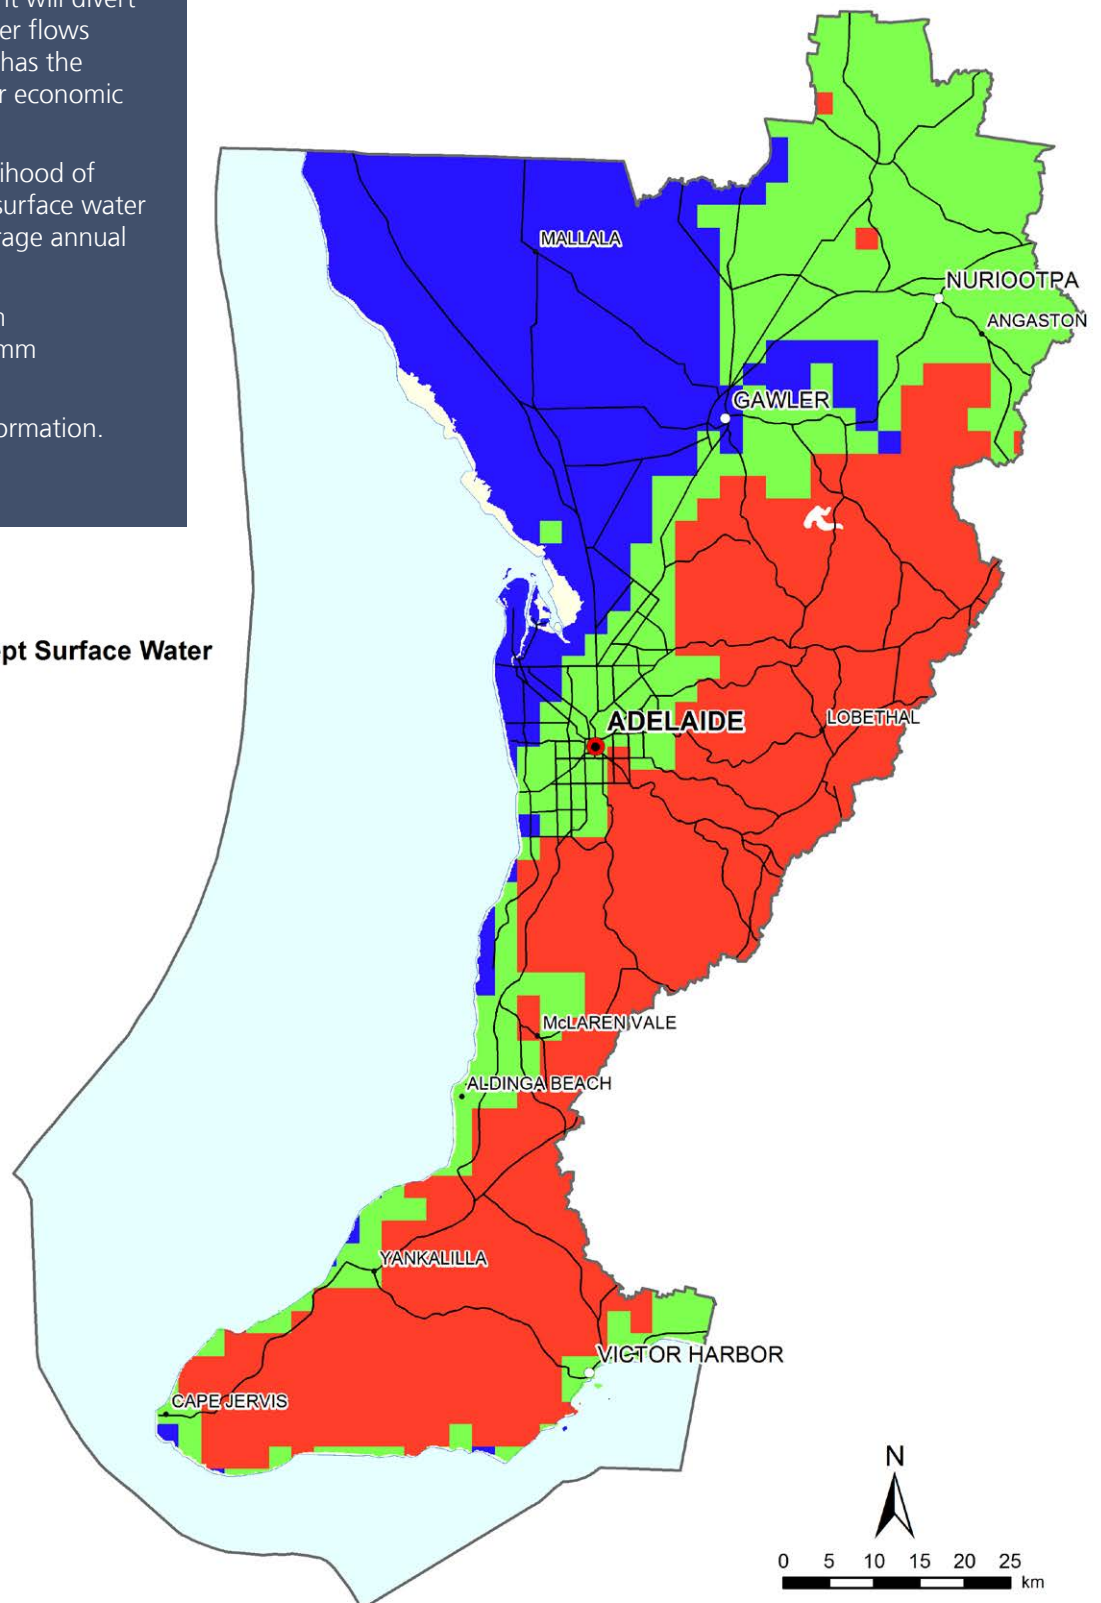 nt will divert
er flows
has the
r economic
ihood of
surface water
rage annual
n
mm
ormation.
ept Surface Water
MALLALA
NURIOOTPA
ANGASTON
GAWLER
ADELAIDE
LOBETHAL
McLAREN VALE
ALDINGA BEACH
YANKALILLA
VICTOR HARBOR
CAPE JERVIS
N
0 5 10 15 20 25
km